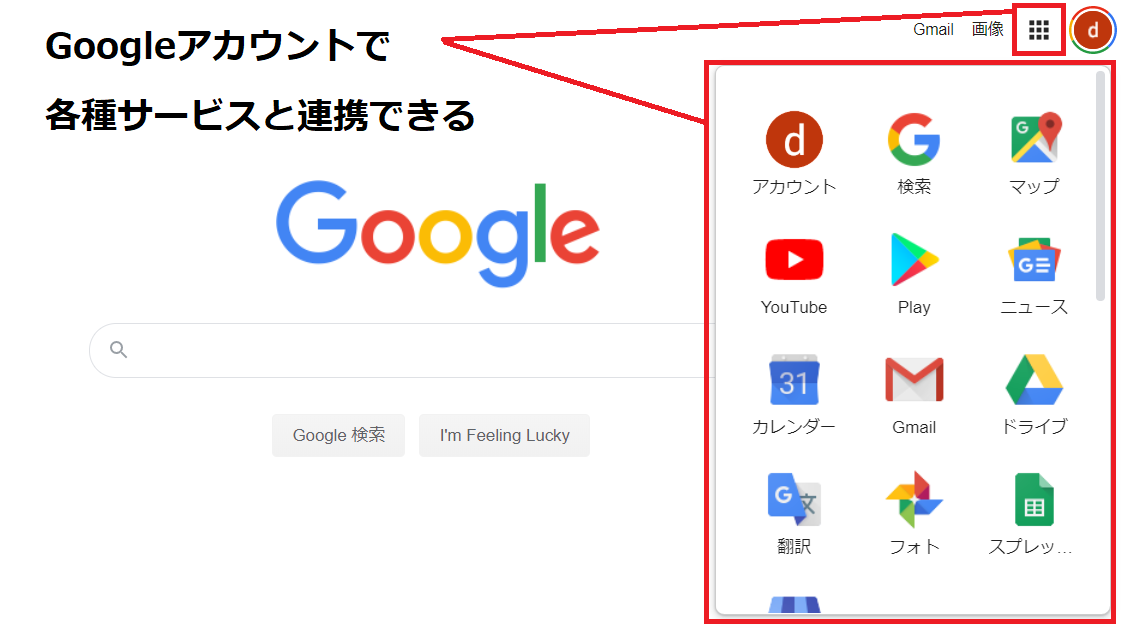 Googleアカウントで
各種サービスと連携できる
Gmail 画像
d
Google
Google 検索 I'm Feeling Lucky
d
アカウント 検索 マップ
G
YouTube Play ニュース
GE
31
カレンダー Gmail ドライブ
G 文
翻訳 フォト スプレッ...